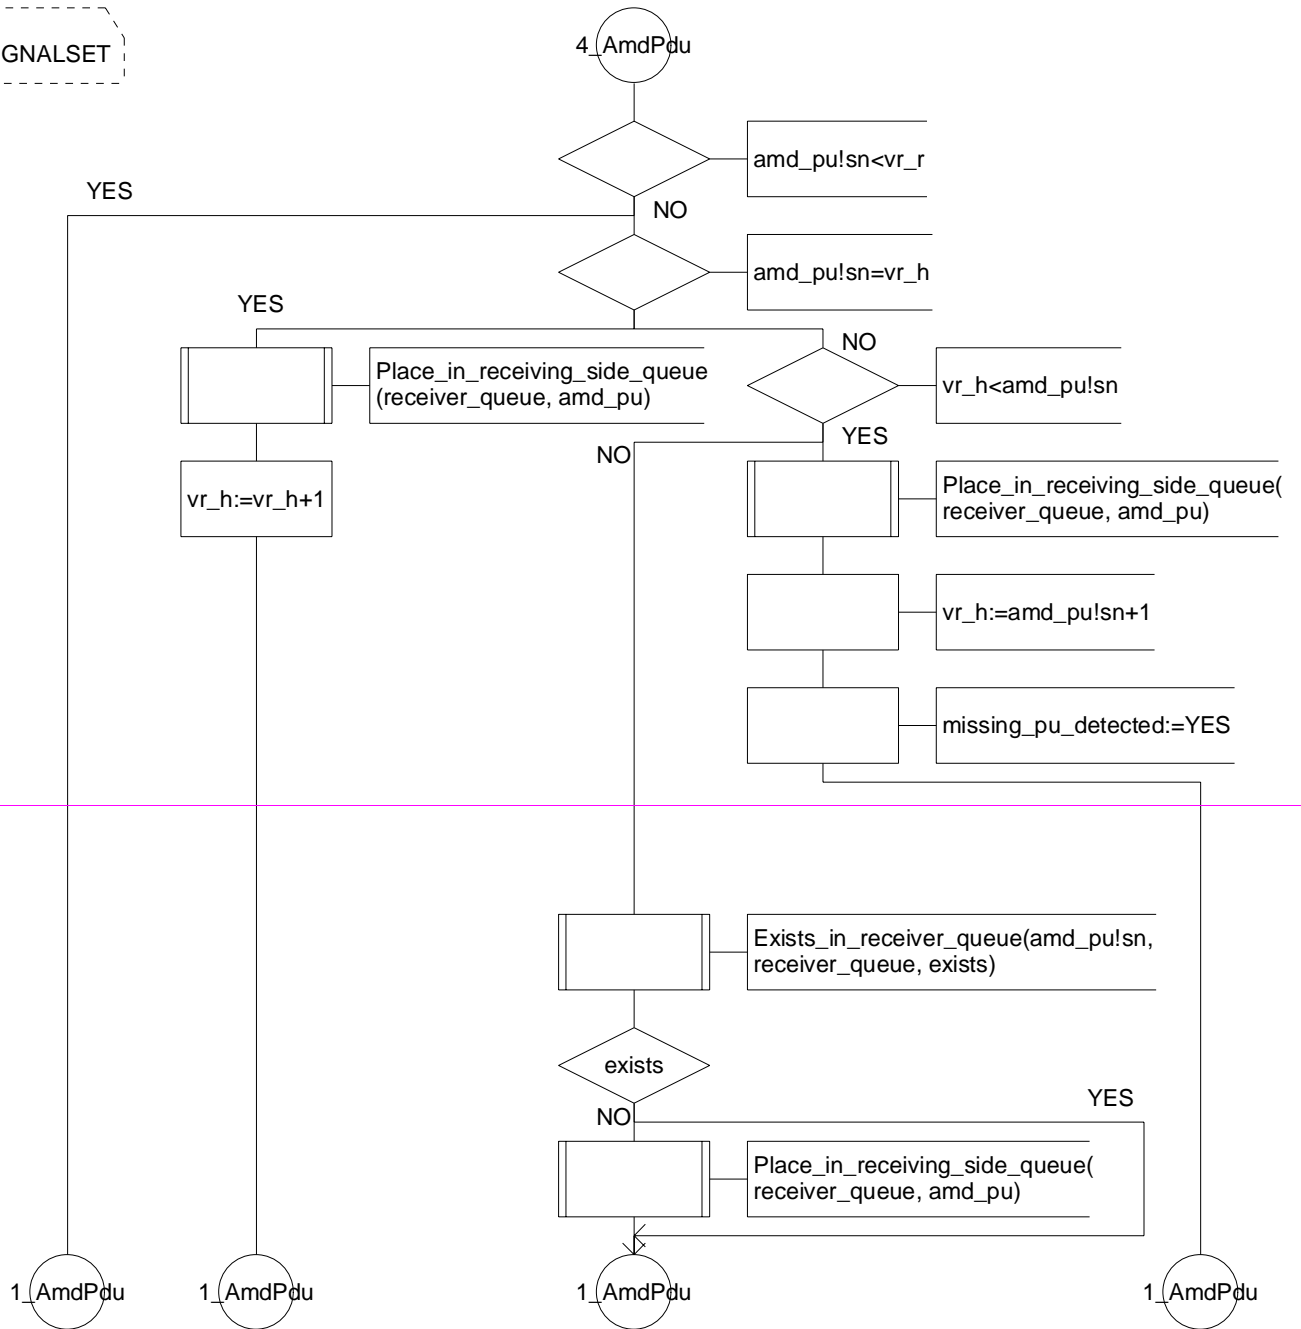 GNALSET
4_AmdPdu
amd_pu!sn<vr_r
YES
NO
amd_pu!sn=vr_h
YES
NO
Place_in_receiving_side_queue
(receiver_queue, amd_pu)
vr_h<amd_pu!sn
YES
NO
vr_h:=vr_h+1
Place_in_receiving_side_queue(
receiver_queue, amd_pu)
vr_h:=amd_pu!sn+1
missing_pu_detected:=YES
Exists_in_receiver_queue(amd_pu!sn,
receiver_queue, exists)
exists
YES
NO
Place_in_receiving_side_queue(
receiver_queue, amd_pu)
1_AmdPdu
1_AmdPdu
1_AmdPdu
1_AmdPdu